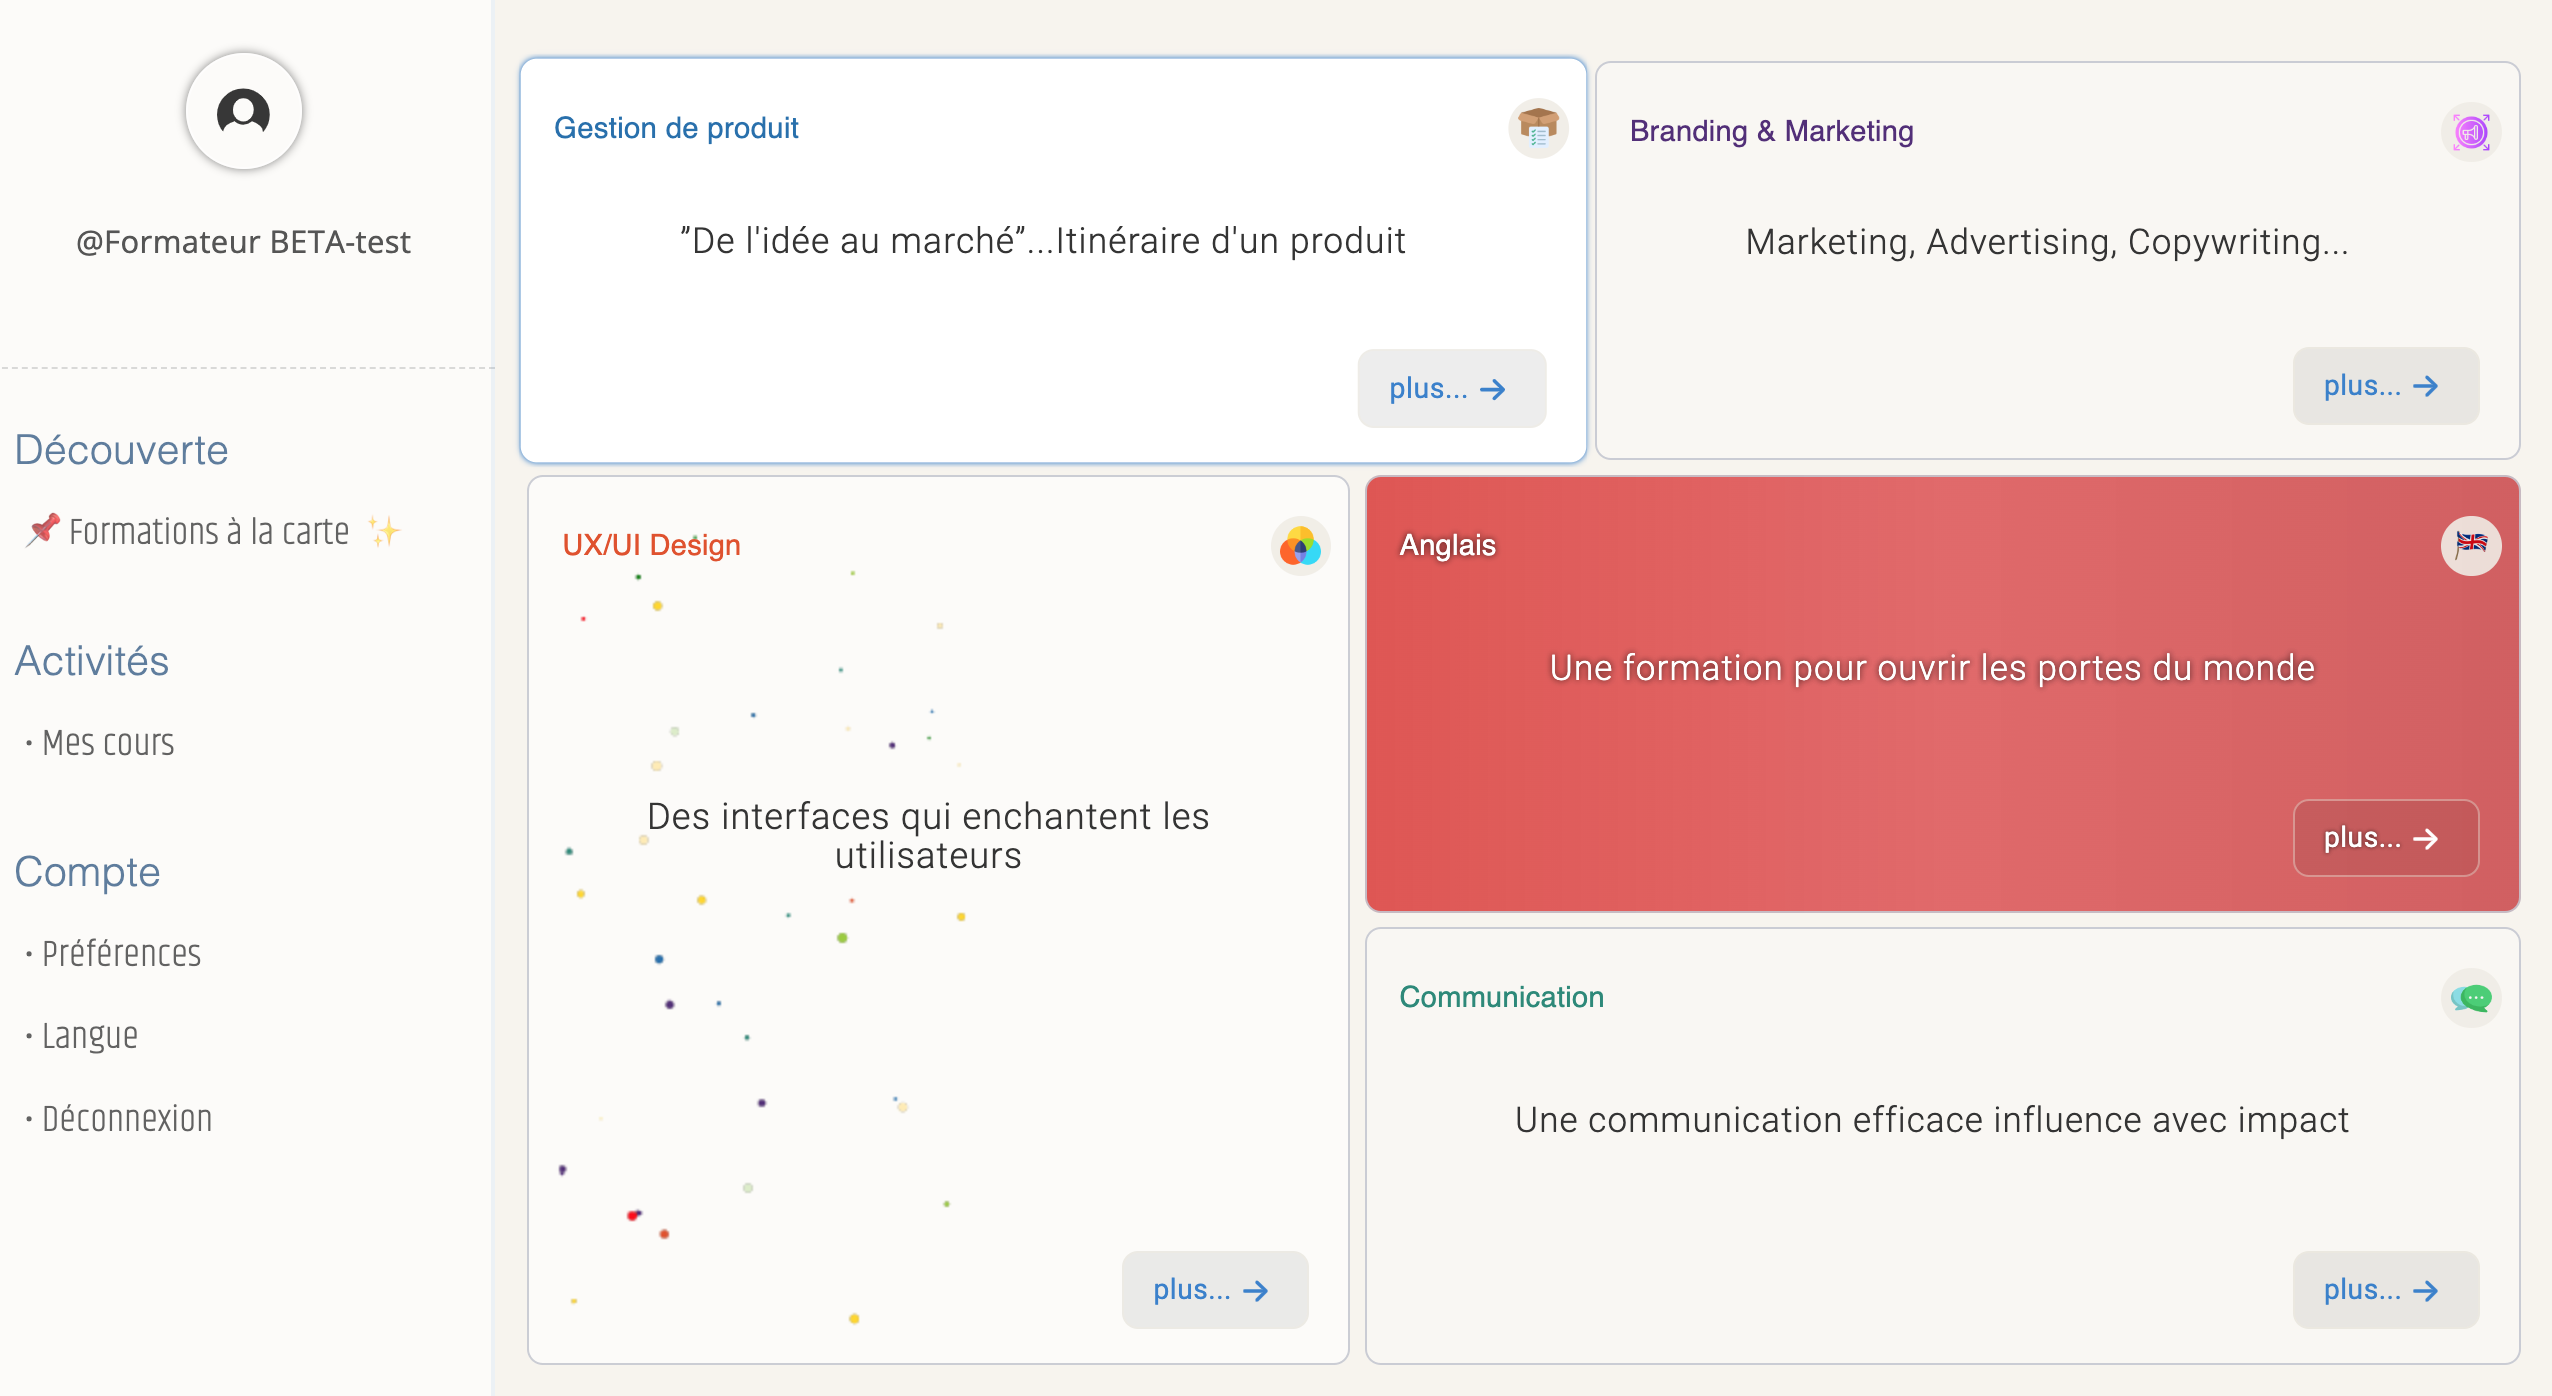 @Formateur BETA-test
Découverte
Formations à la carte
Activités
• Mes cours
Compte
• Préférences
• Langue
• Déconnexion
Gestion de produit
”De l'idée au marché”...Itinéraire d'un produit
plus...
Branding & Marketing
Marketing, Advertising, Copywriting...
plus...
UX/UI Design
Des interfaces qui enchantent les
utilisateurs
plus...
Anglais
Une formation pour ouvrir les portes du monde
plus...
Communication
Une communication efficace influence avec impact
plus...